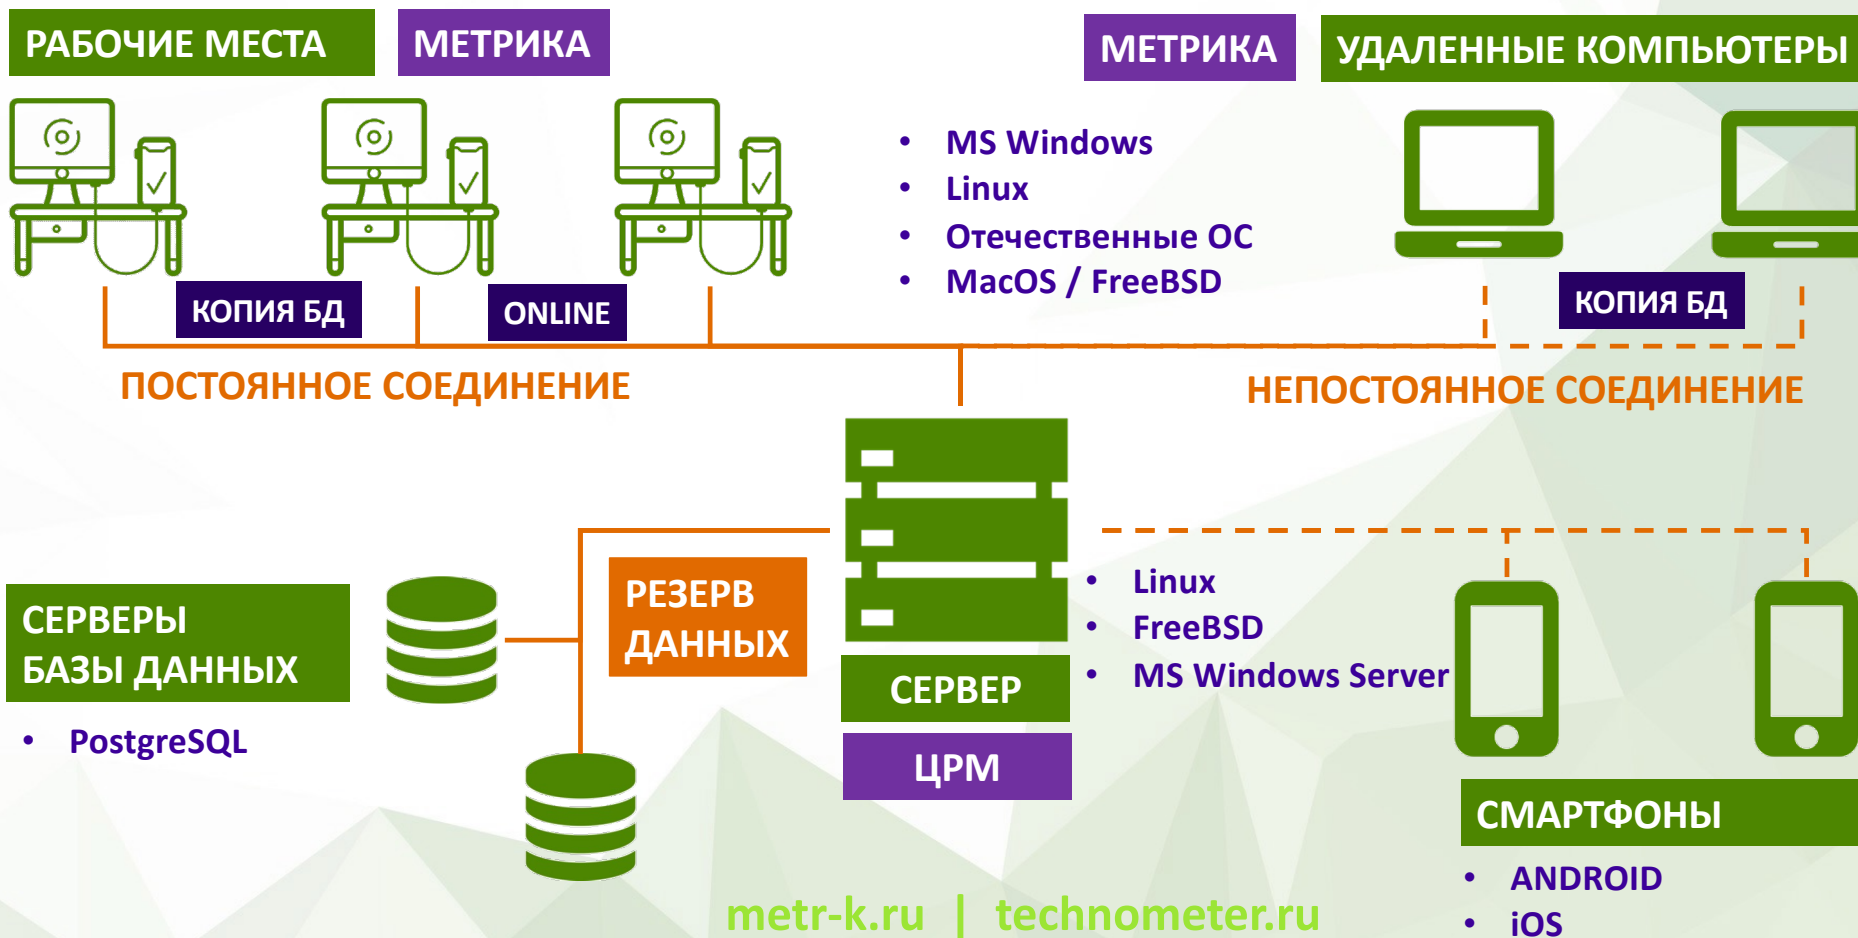 РАБОЧИЕ МЕСТА
МЕТРИКА
МЕТРИКА
УДАЛЕННЫЕ КОМПЬЮТЕРЫ
• MS Windows
• Linux
• Отечественные ОС
• MacOS / FreeBSD
КОПИЯ БД
ONLINE
КОПИЯ БД
ПОСТОЯННОЕ СОЕДИНЕНИЕ
НЕПОСТОЯННОЕ СОЕДИНЕНИЕ
СЕРВЕРЫ
БАЗЫ ДАННЫХ
• PostgreSQL
РЕЗЕРВ
ДАННЫХ
СЕРВЕР
ЦРМ
• Linux
• FreeBSD
• MS Windows Server
СМАРТФОНЫ
• ANDROID
• iOS
metr-k.ru | technometer.ru